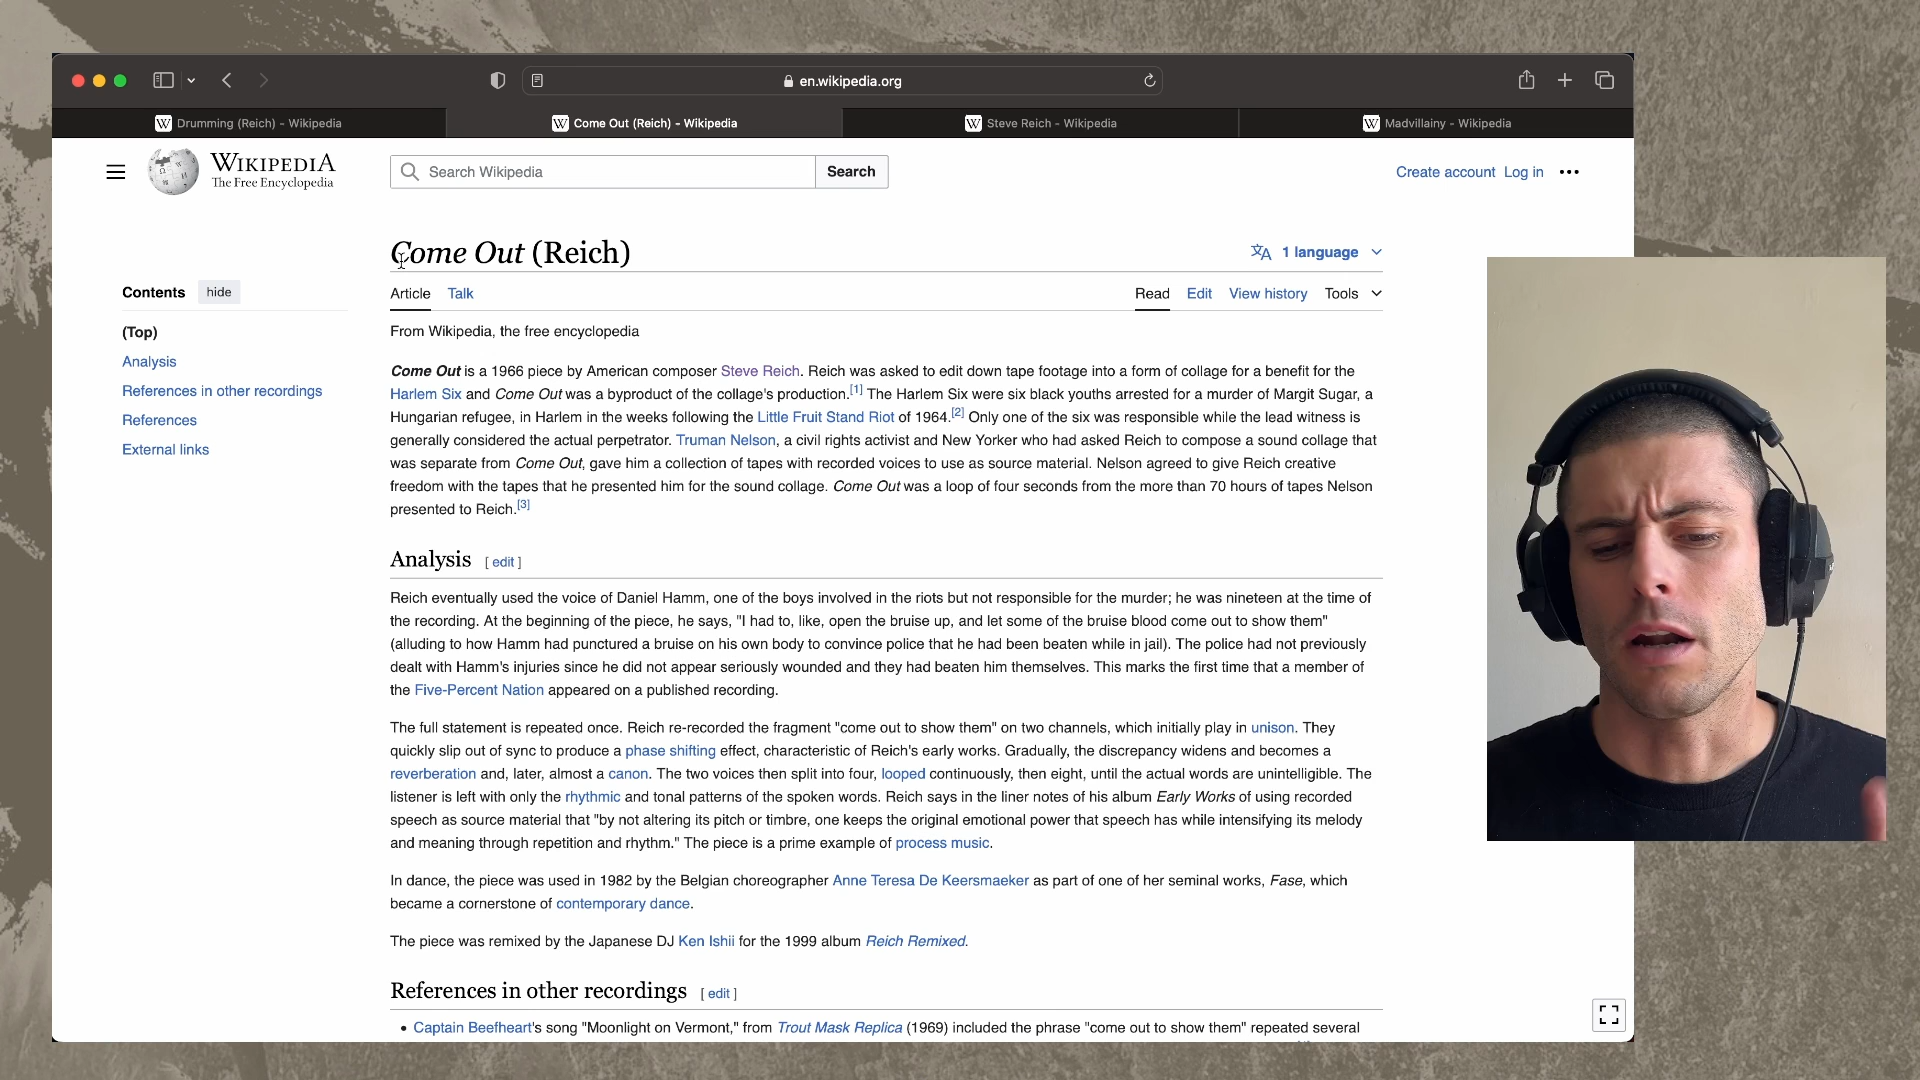 en.wikipedia.org
Drumming (Reich) - Wikipedia
Come Out (Reich) - Wikipedia
Steve Reich - Wikipedia
Madvillainy - Wikipedia
WIKIPEDIA
The Free Encyclopedia
Search Wikipedia
Search
Create account Log in
Come Out (Reich)
1 language
Contents hide
(Top)
Analysis
References in other recordings
References
External links
Article Talk
Read Edit View history Tools
From Wikipedia, the free encyclopedia
Come Out is a 1966 piece by American composer Steve Reich. Reich was asked to edit down tape footage into a form of collage for a benefit for the
Harlem Six and Come Out was a byproduct of the collage's production.[1] The Harlem Six were six black youths arrested for a murder of Margit Sugar, a
Hungarian refugee, in Harlem in the weeks following the Little Fruit Stand Riot of 1964.[2] Only one of the six was responsible while the lead witness is
generally considered the actual perpetrator. Truman Nelson, a civil rights activist and New Yorker who had asked Reich to compose a sound collage that
was separate from Come Out, gave him a collection of tapes with recorded voices to use as source material. Nelson agreed to give Reich creative
freedom with the tapes that he presented him for the sound collage. Come Out was a loop of four seconds from the more than 70 hours of tapes Nelson
presented to Reich.[3]
Analysis [ edit ]
Reich eventually used the voice of Daniel Hamm, one of the boys involved in the riots but not responsible for the murder; he was nineteen at the time of
the recording. At the beginning of the piece, he says, "I had to, like, open the bruise up, and let some of the bruise blood come out to show them"
(alluding to how Hamm had punctured a bruise on his own body to convince police that he had been beaten while in jail). The police had not previously
dealt with Hamm's injuries since he did not appear seriously wounded and they had beaten him themselves. This marks the first time that a member of
the Five-Percent Nation appeared on a published recording.
The full statement is repeated once. Reich re-recorded the fragment "come out to show them" on two channels, which initially play in unison. They
quickly slip out of sync to produce a phase shifting effect, characteristic of Reich's early works. Gradually, the discrepancy widens and becomes a
reverberation and, later, almost a canon. The two voices then split into four, looped continuously, then eight, until the actual words are unintelligible. The
listener is left with only the rhythmic and tonal patterns of the spoken words. Reich says in the liner notes of his album Early Works of using recorded
speech as source material that "by not altering its pitch or timbre, one keeps the original emotional power that speech has while intensifying its melody
and meaning through repetition and rhythm." The piece is a prime example of process music.
In dance, the piece was used in 1982 by the Belgian choreographer Anne Teresa De Keersmaeker as part of one of her seminal works, Fase, which
became a cornerstone of contemporary dance.
The piece was remixed by the Japanese DJ Ken Ishii for the 1999 album Reich Remixed.
References in other recordings [ edit ]
• Captain Beefheart's song "Moonlight on Vermont," from Trout Mask Replica (1969) included the phrase "come out to show them" repeated several